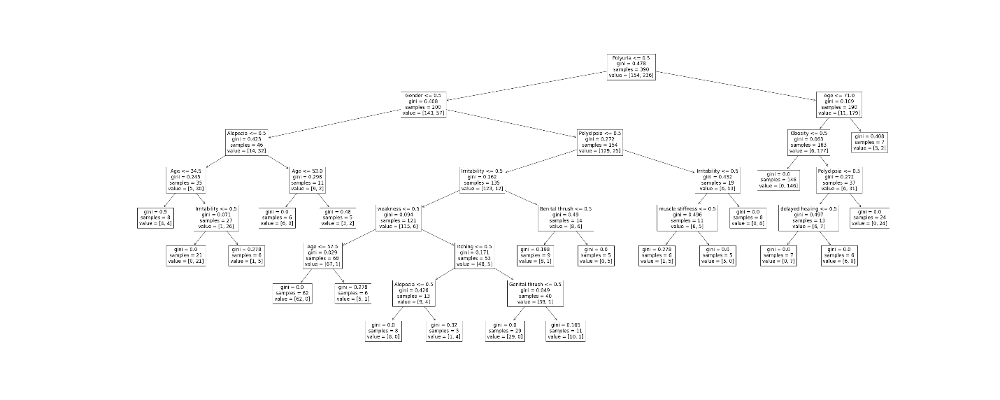 Polyuria <= 0.5
gini = 0.478
samples = 390
value = [154, 236]
Gender <= 0.5
gini = 0.408
samples = 200
value = [143, 57]
Age <= 71.0
gini = 0.109
samples = 190
value = [11, 179]
Alopecia <= 0.5
gini = 0.423
samples = 46
value = [14, 32]
Polydipsia <= 0.5
gini = 0.272
samples = 154
value = [129, 25]
Obesity <= 0.5
gini = 0.063
samples = 183
value = [6, 177]
gini = 0.408
samples = 7
value = [5, 2]
Age <= 34.5
gini = 0.245
samples = 35
value = [5, 30]
Age <= 53.0
gini = 0.298
samples = 11
value = [9, 2]
Irritability <= 0.5
gini = 0.162
samples = 135
value = [123, 12]
Irritability <= 0.5
gini = 0.432
samples = 19
value = [6, 13]
gini = 0.0
samples = 146
value = [0, 146]
Polydipsia <= 0.5
gini = 0.272
samples = 37
value = [6, 31]
gini = 0.5
samples = 8
value = [4, 4]
Irritability <= 0.5
gini = 0.071
samples = 27
value = [1, 26]
gini = 0.0
samples = 6
value = [6, 0]
gini = 0.48
samples = 5
value = [3, 2]
weakness <= 0.5
gini = 0.094
samples = 121
value = [115, 6]
Genital thrush <= 0.5
gini = 0.49
samples = 14
value = [8, 6]
muscle stiffness <= 0.5
gini = 0.496
samples = 11
value = [6, 5]
gini = 0.0
samples = 8
value = [0, 8]
delayed healing <= 0.5
gini = 0.497
samples = 13
value = [6, 7]
gini = 0.0
samples = 24
value = [0, 24]
gini = 0.0
samples = 21
value = [0, 21]
gini = 0.278
samples = 6
value = [1, 5]
Age <= 57.5
gini = 0.029
samples = 68
value = [67, 1]
Itching <= 0.5
gini = 0.171
samples = 53
value = [48, 5]
gini = 0.198
samples = 9
value = [8, 1]
gini = 0.0
samples = 5
value = [0, 5]
gini = 0.278
samples = 6
value = [1, 5]
gini = 0.0
samples = 5
value = [5, 0]
gini = 0.0
samples = 7
value = [0, 7]
gini = 0.0
samples = 6
value = [6, 0]
gini = 0.0
samples = 62
value = [62, 0]
gini = 0.278
samples = 6
value = [5, 1]
Alopecia <= 0.5
gini = 0.426
samples = 13
value = [9, 4]
Genital thrush <= 0.5
gini = 0.049
samples = 40
value = [39, 1]
gini = 0.0
samples = 8
value = [8, 0]
gini = 0.32
samples = 5
value = [1, 4]
gini = 0.0
samples = 29
value = [29, 0]
gini = 0.165
samples = 11
value = [10, 1]